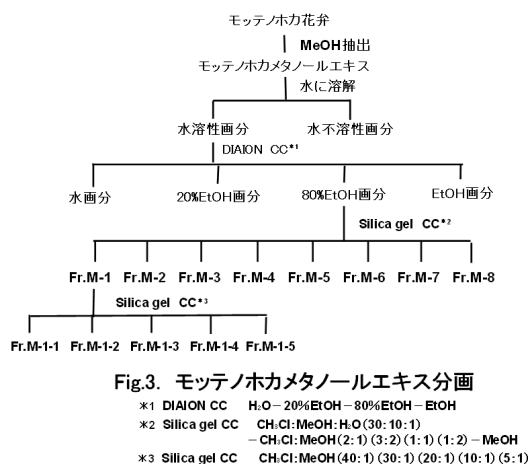 モッテノホカ花弁
MeOH抽出
モッテノホカメタノールエキス
水に溶解
水溶性画分 水不溶性画分
DIAION CC*1
水画分 20%EtOH画分 80%EtOH画分 EtOH画分
Silica gel CC*2
Fr.M-1 Fr.M-2 Fr.M-3 Fr.M-4 Fr.M-5 Fr.M-6 Fr.M-7 Fr.M-8
Silica gel CC*3
Fr.M-1-1 Fr.M-1-2 Fr.M-1-3 Fr.M-1-4 Fr.M-1-5
Fig.3. モッテノホカメタノールエキス分画
*1 DIAION CC H₂O-20%EtOH-80%EtOH-EtOH
*2 Silica gel CC CH₃Cl:MeOH:H₂O(30:10:1)
-CH₃Cl:MeOH(2:1)(3:2)(1:1)(1:2)-MeOH
*3 Silica gel CC CH₃Cl:MeOH(40:1)(30:1)(20:1)(10:1)(5:1)